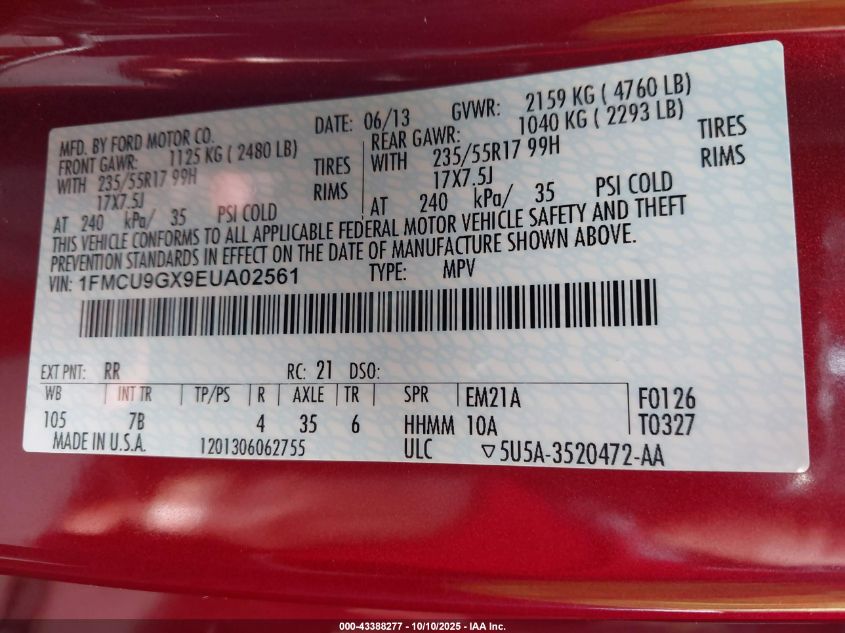 MFD. BY FORD MOTOR CO. DATE: 06/13 GVWR: 2159 KG ( 4760 LB)
FRONT GAWR: 1125 KG ( 2480 LB) REAR GAWR: 1040 KG ( 2293 LB)
WITH 235/55R17 99H TIRES WITH 235/55R17 99H TIRES
17X7.5J RIMS 17X7.5J RIMS
AT 240 kPa/ 35 PSI COLD AT 240 kPa/ 35 PSI COLD
THIS VEHICLE CONFORMS TO ALL APPLICABLE FEDERAL MOTOR VEHICLE SAFETY AND THEFT
PREVENTION STANDARDS IN EFFECT ON THE DATE OF MANUFACTURE SHOWN ABOVE.
VIN: 1FMCU9GX9EUA02561 TYPE: MPV
EXT PNT: RR RC: 21 DSO:
WB INT TR TP/PS R AXLE TR SPR EM21A F0126
105 7B 4 35 6 HHMM 10A T0327
MADE IN U.S.A. 1201306062755 ULC ▽5U5A-3520472-AA
000-43388277 - 10/10/2025 - IAA Inc.